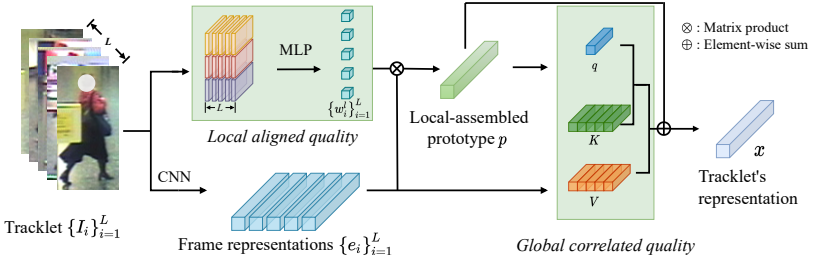 L
Tracklet {I_i}_{i=1}^L
CNN
L
MLP
{w_i^l}_{i=1}^L
Local aligned quality
Frame representations {e_i}_{i=1}^L
Local-assembled
prototype p
q
K
V
Global correlated quality
⊗ : Matrix product
⊕ : Element-wise sum
x
Tracklet's
representation